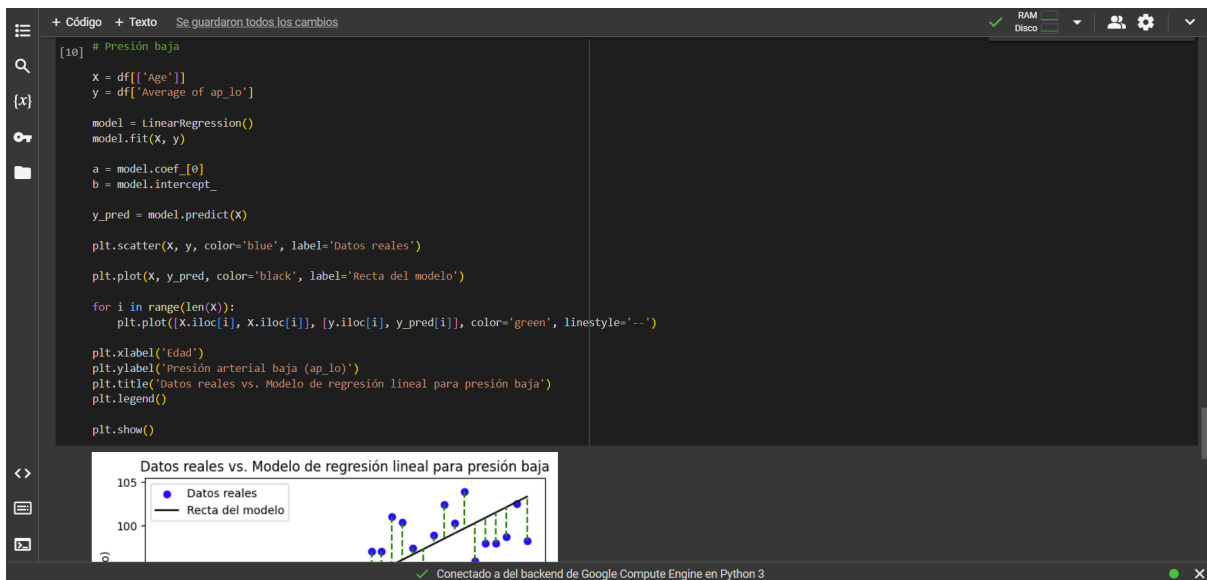 + Código + Texto Se guardaron todos los cambios
RAM
Disco
{x}
[10] # Presión baja
X = df[['Age']]
y = df['Average of ap_lo']
model = LinearRegression()
model.fit(X, y)
a = model.coef_[0]
b = model.intercept_
y_pred = model.predict(X)
plt.scatter(X, y, color='blue', label='Datos reales')
plt.plot(X, y_pred, color='black', label='Recta del modelo')
for i in range(len(X)):
    plt.plot([X.iloc[i], X.iloc[i]], [y.iloc[i], y_pred[i]], color='green', linestyle='--')
plt.xlabel('Edad')
plt.ylabel('Presión arterial baja (ap_lo)')
plt.title('Datos reales vs. Modelo de regresión lineal para presión baja')
plt.legend()
plt.show()
Datos reales vs. Modelo de regresión lineal para presión baja
105
Datos reales
Recta del modelo
100
Conectado a del backend de Google Compute Engine en Python 3